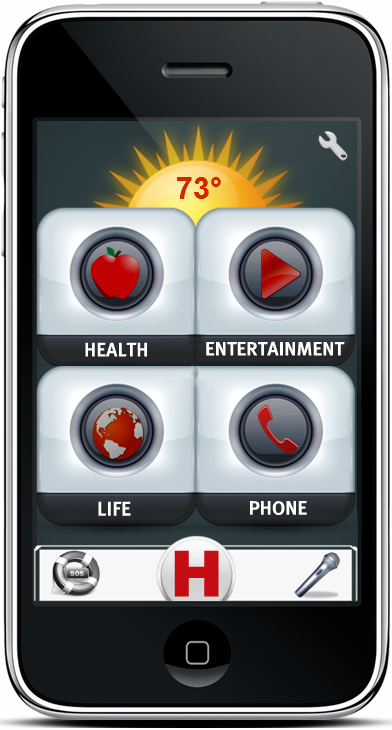 73°
HEALTH
ENTERTAINMENT
LIFE
PHONE
SOS
H